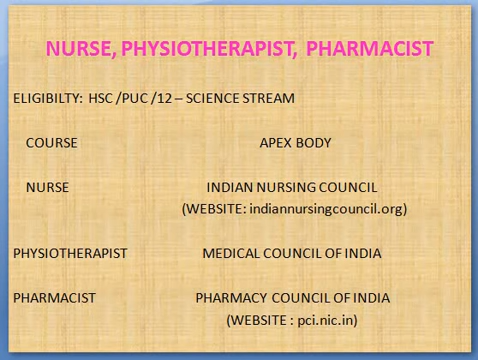 NURSE, PHYSIOTHERAPIST, PHARMACIST
ELIGIBILTY: HSC /PUC /12 – SCIENCE STREAM
COURSE APEX BODY
NURSE INDIAN NURSING COUNCIL
(WEBSITE: indiannursingcouncil.org)
PHYSIOTHERAPIST MEDICAL COUNCIL OF INDIA
PHARMACIST PHARMACY COUNCIL OF INDIA
(WEBSITE : pci.nic.in)